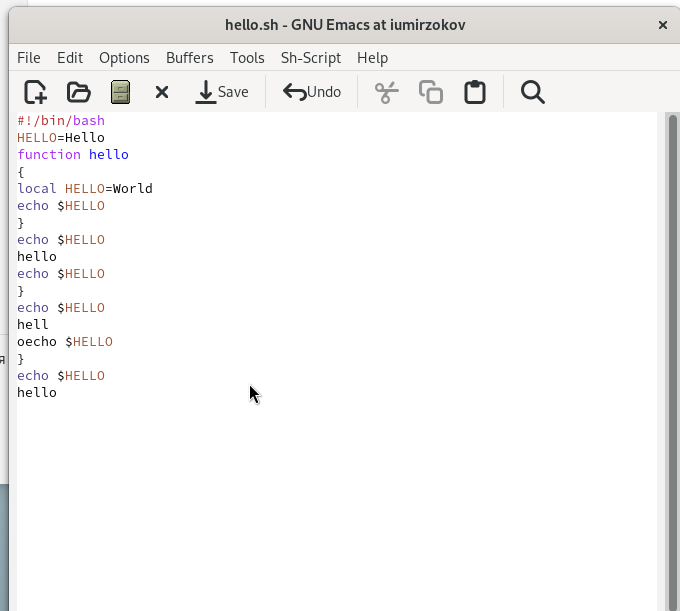 hello.sh - GNU Emacs at iumirzokov
File Edit Options Buffers Tools Sh-Script Help
Save Undo
#!/bin/bash
HELLO=Hello
function hello
{
local HELLO=World
echo $HELLO
}
echo $HELLO
hello
echo $HELLO
}
echo $HELLO
hell
oecho $HELLO
}
echo $HELLO
hello
я